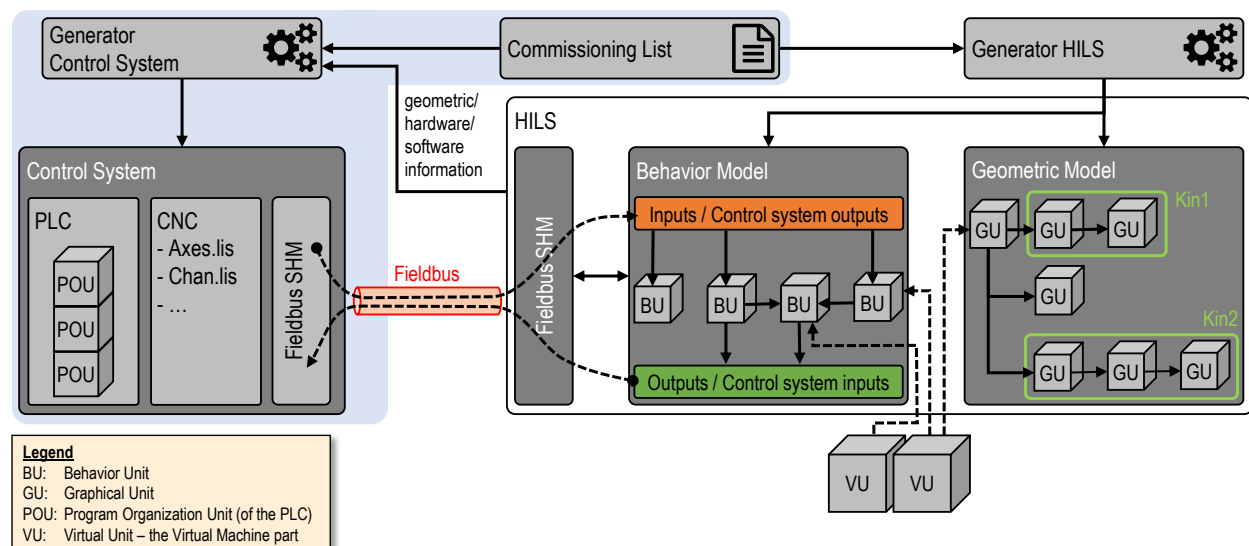 Generator
Control System
Commissioning List
Generator HILS
geometric/
hardware/
software
information
HILS
Control System
PLC
POU
POU
POU
CNC
- Axes.lis
- Chan.lis
- …
Fieldbus SHM
Fieldbus
Fieldbus SHM
Behavior Model
Inputs / Control system outputs
BU
BU
BU
BU
Outputs / Control system inputs
Geometric Model
Kin1
GU
GU
GU
GU
Kin2
GU
GU
GU
VU
VU
Legend
BU: Behavior Unit
GU: Graphical Unit
POU: Program Organization Unit (of the PLC)
VU: Virtual Unit – the Virtual Machine part